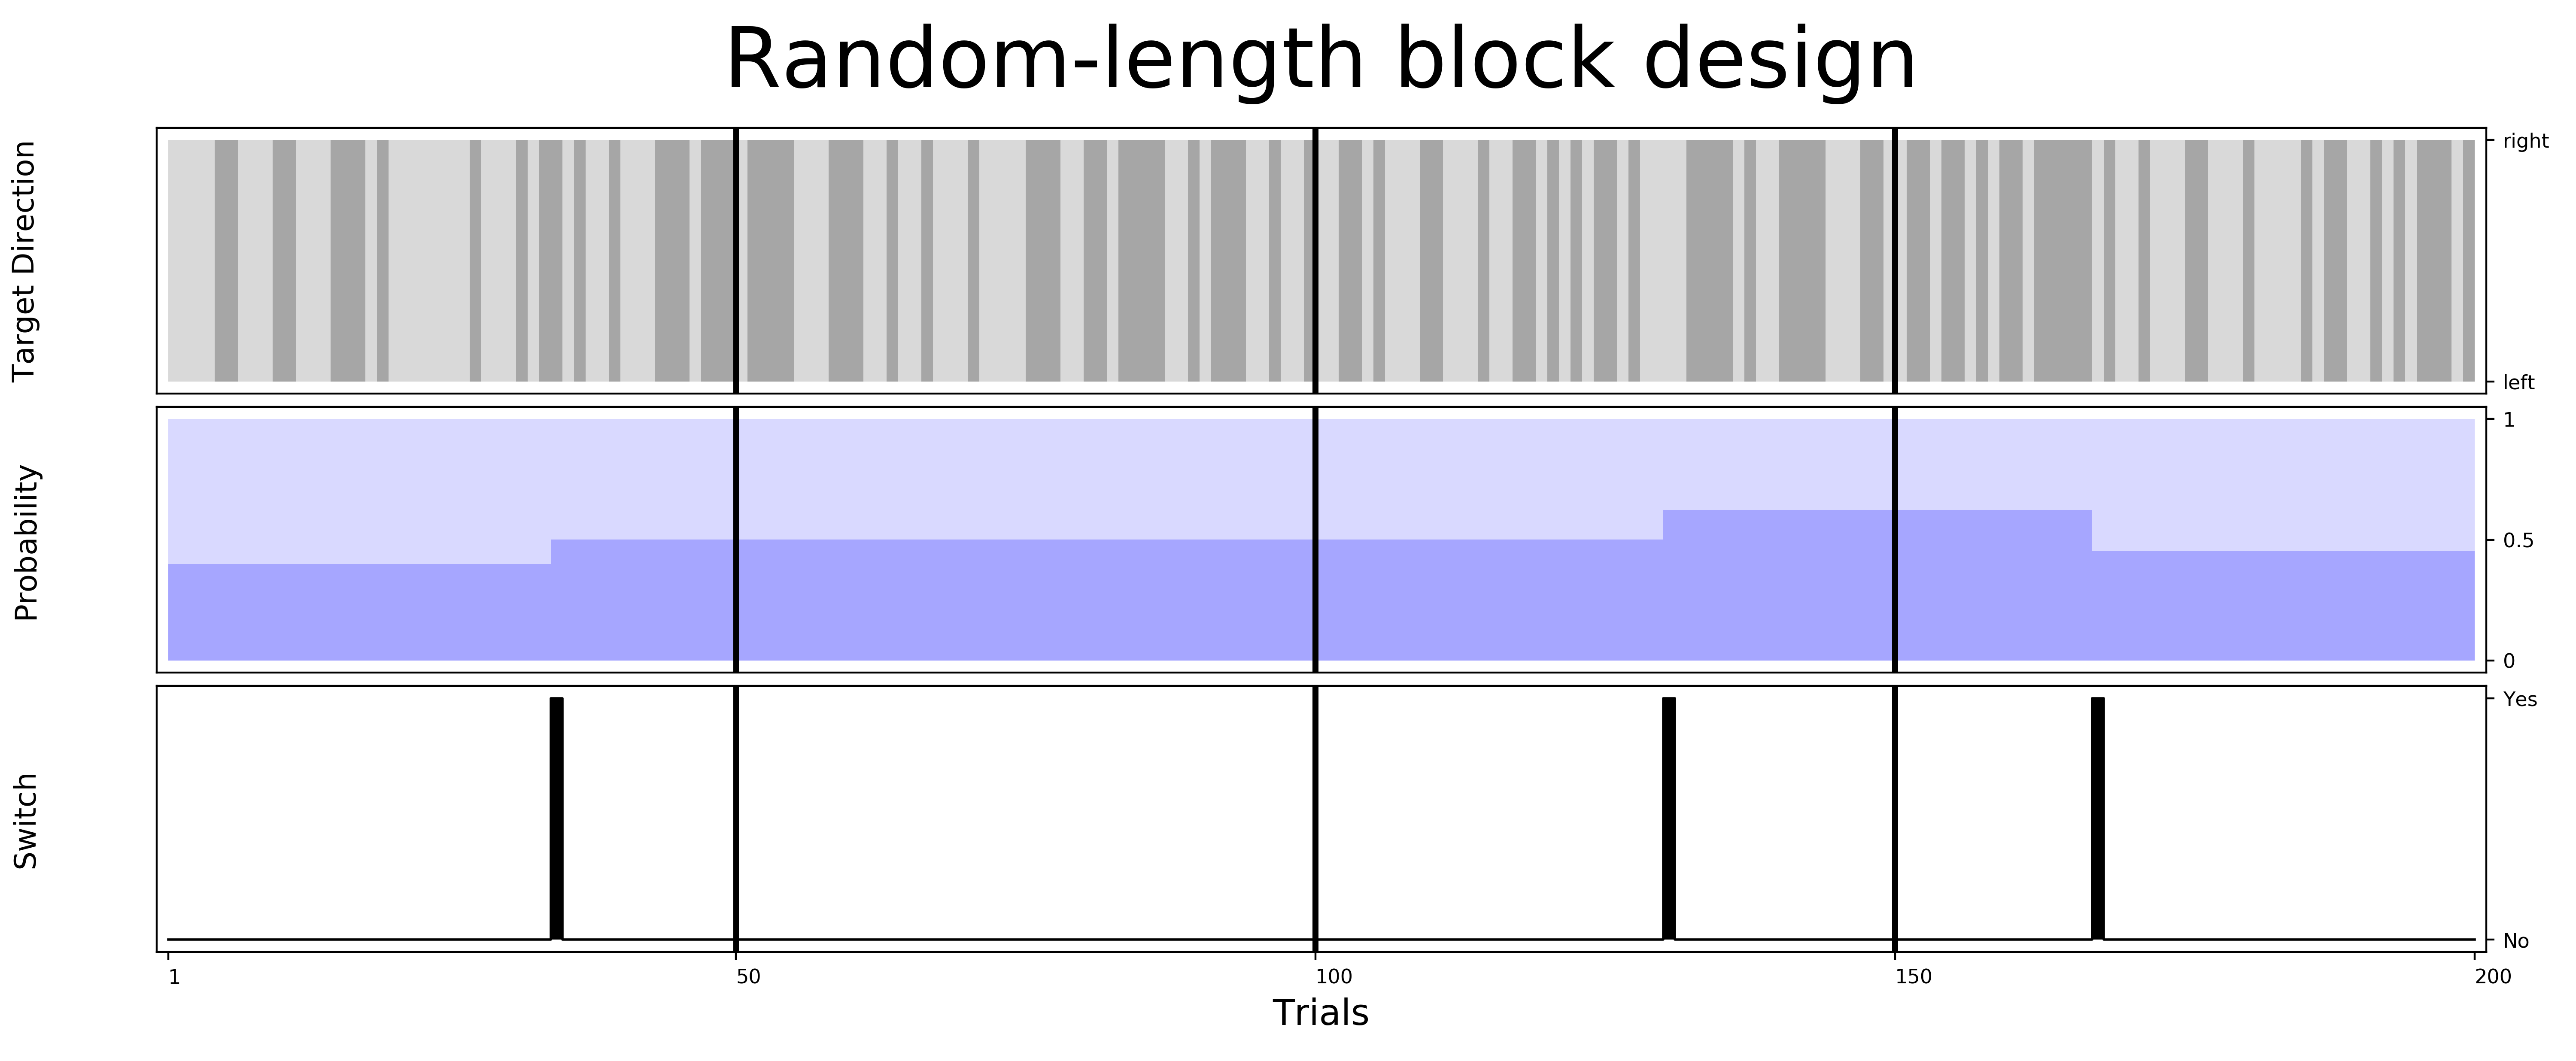 Random-length block design
Target Direction
right
left
Probability
1
0.5
0
Switch
Yes
No
1 50 100 150 200
Trials